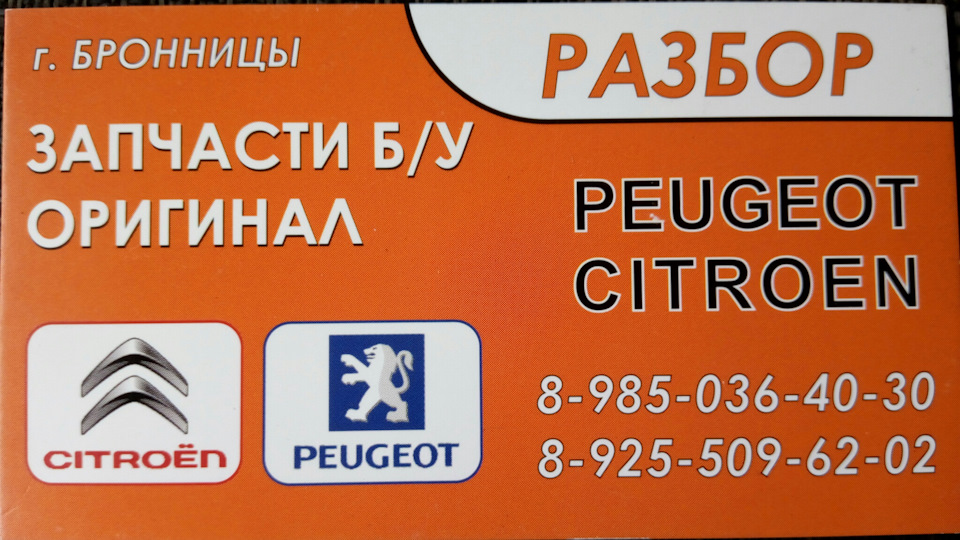 г. БРОННИЦЫ
РАЗБОР
ЗАПЧАСТИ Б/У
ОРИГИНАЛ
PEUGEOT
CITROEN
CITROËN
PEUGEOT
8-985-036-40-30
8-925-509-62-02